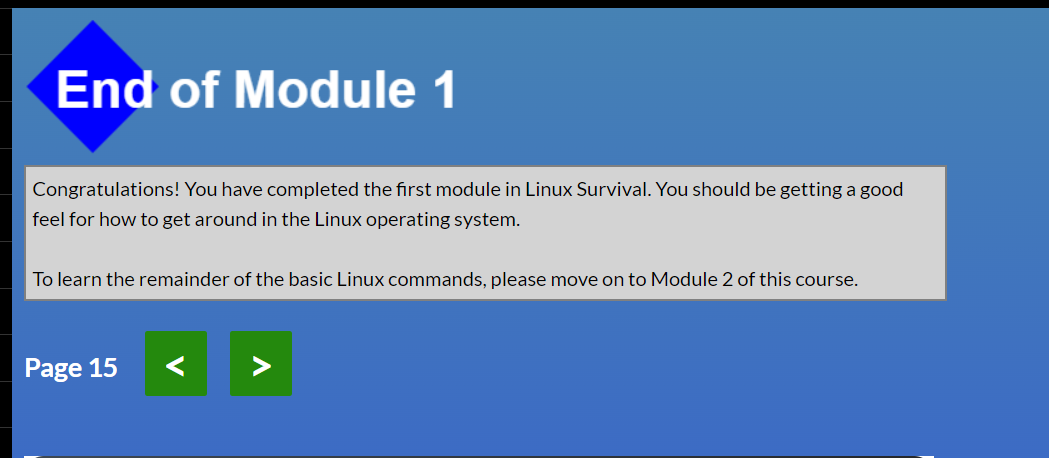 End of Module 1
Congratulations! You have completed the first module in Linux Survival. You should be getting a good
feel for how to get around in the Linux operating system.
To learn the remainder of the basic Linux commands, please move on to Module 2 of this course.
Page 15 < >